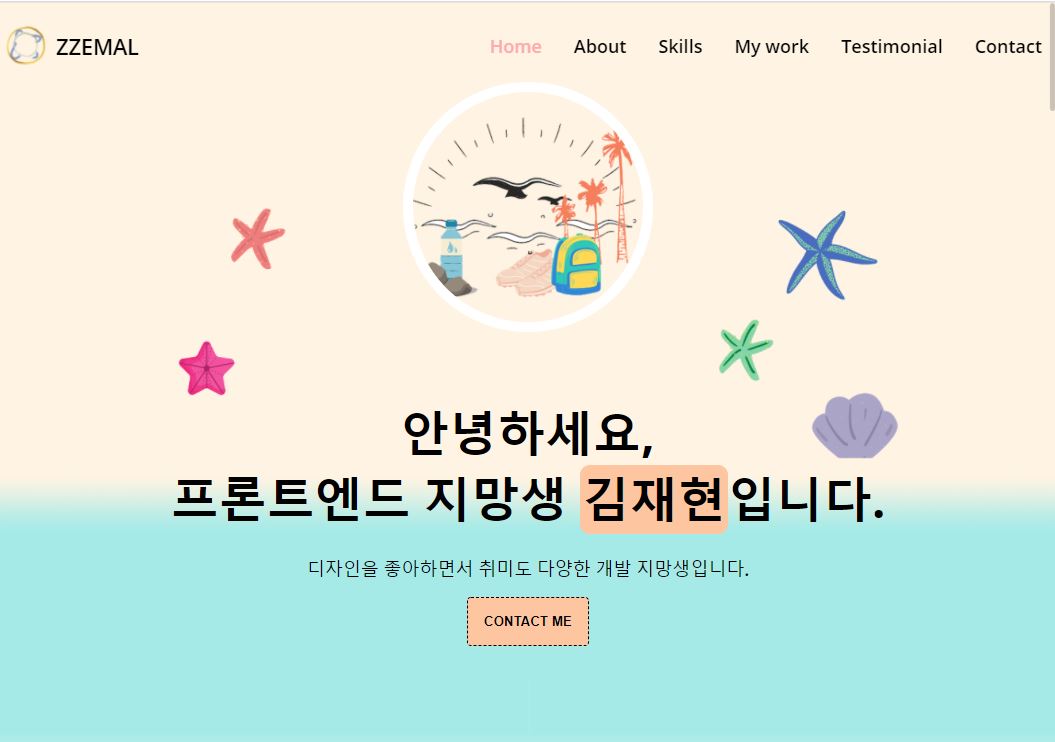 ZZEMAL
Home About Skills My work Testimonial Contact
안녕하세요,
프론트엔드 지망생 김재현입니다.
디자인을 좋아하면서 취미도 다양한 개발 지망생입니다.
CONTACT ME